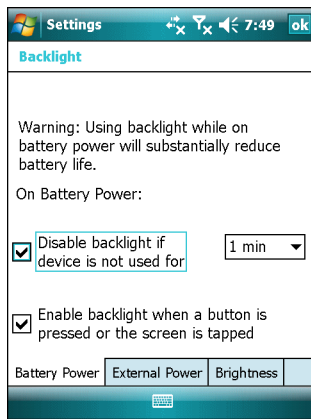 Settings 7:49 ok
Backlight
Warning: Using backlight while on
battery power will substantially reduce
battery life.
On Battery Power:
Disable backlight if
device is not used for
1 min
Enable backlight when a button is
pressed or the screen is tapped
Battery Power External Power Brightness